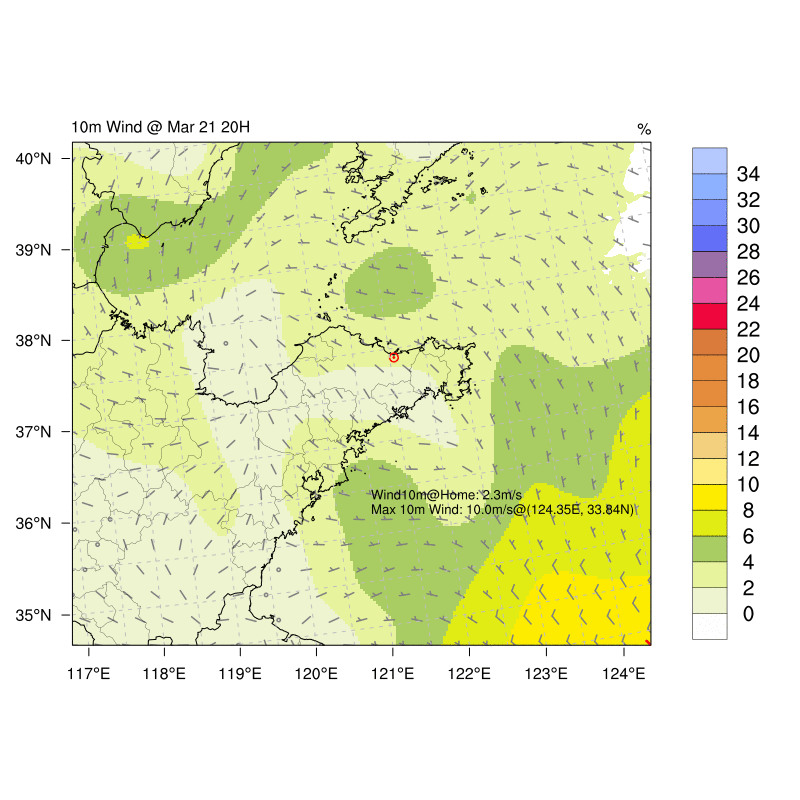 10m Wind @ Mar 21 20H
%
40°N
39°N
38°N
37°N
36°N
35°N
Wind10m@Home: 2.3m/s
Max 10m Wind: 10.0m/s@(124.35E, 33.84N)
117°E 118°E 119°E 120°E 121°E 122°E 123°E 124°E
34
32
30
28
26
24
22
20
18
16
14
12
10
8
6
4
2
0